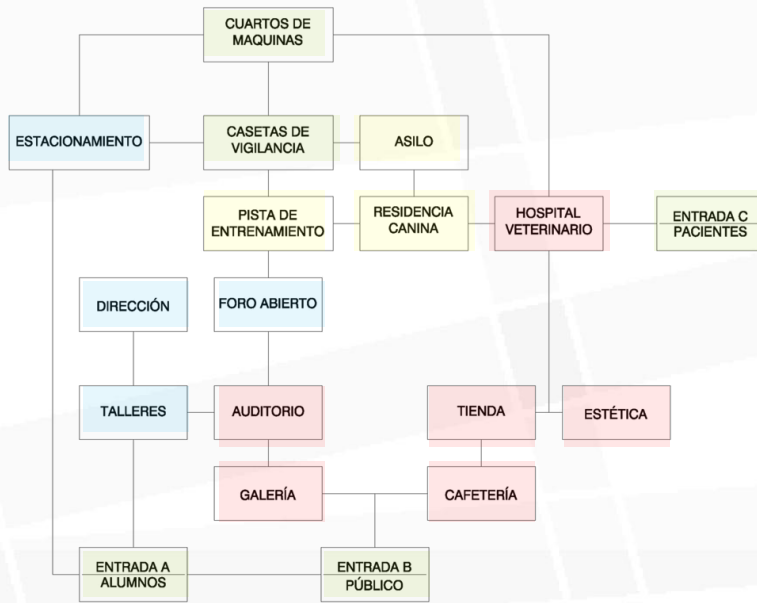 CUARTOS DE
MAQUINAS
ESTACIONAMIENTO
CASETAS DE
VIGILANCIA
ASILO
PISTA DE
ENTRENAMIENTO
RESIDENCIA
CANINA
HOSPITAL
VETERINARIO
ENTRADA C
PACIENTES
DIRECCIÓN
FORO ABIERTO
TALLERES
AUDITORIO
TIENDA
ESTÉTICA
GALERÍA
CAFETERÍA
ENTRADA A
ALUMNOS
ENTRADA B
PÚBLICO